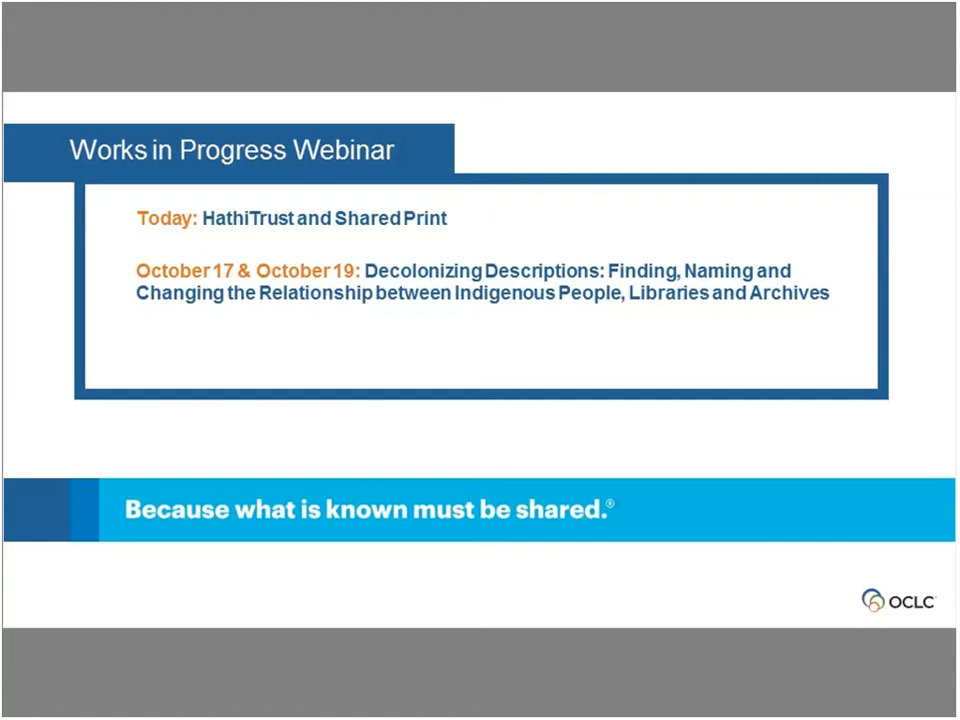 Works in Progress Webinar
Today: HathiTrust and Shared Print
October 17 & October 19: Decolonizing Descriptions: Finding, Naming and
Changing the Relationship between Indigenous People, Libraries and Archives
Because what is known must be shared.®
OCLC